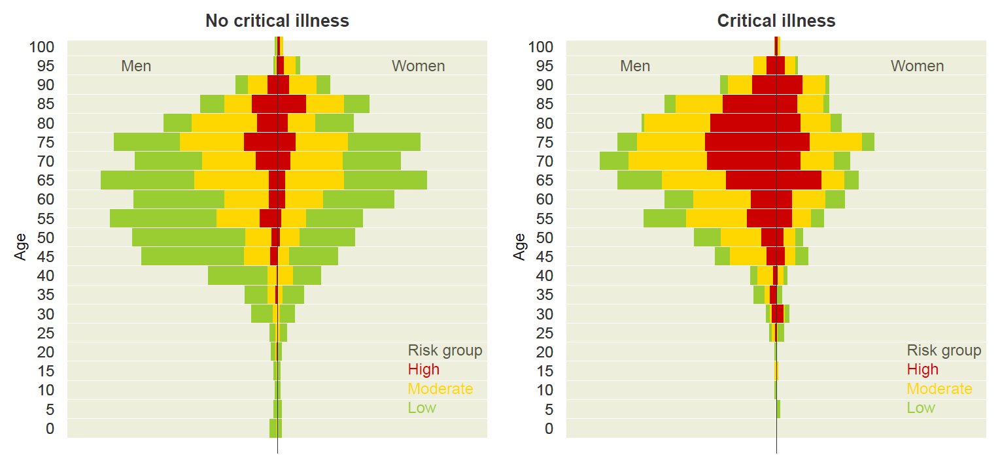 No critical illness
100
95
90
85
80
75
70
65
60
55
50
45
40
35
30
25
20
15
10
5
0
Age
Men
Women
Risk group
High
Moderate
Low
Critical illness
100
95
90
85
80
75
70
65
60
55
50
45
40
35
30
25
20
15
10
5
0
Age
Men
Women
Risk group
High
Moderate
Low